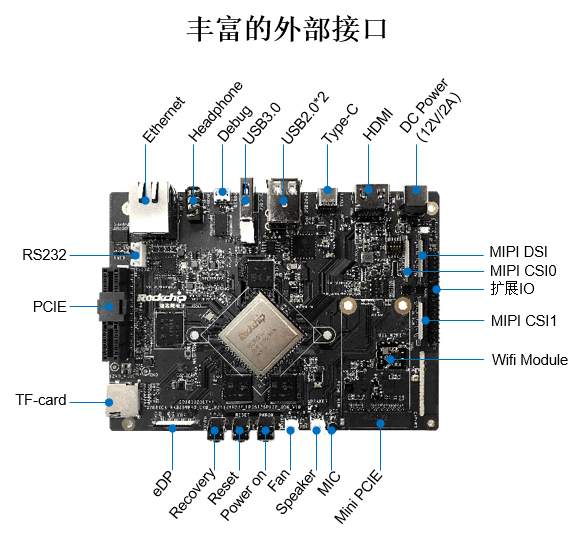 丰富的外部接口
Ethernet
Headphone
Debug
USB3.0
USB2.0*2
Type-C
HDMI
DC Power
(12V/2A)
RS232
PCIE
TF-card
MIPI DSI
MIPI CSI0
扩展IO
MIPI CSI1
Wifi Module
Rockchip
Rockchip
eDP
Recovery
Reset
Power on
Fan
Speaker
MIC
Mini PCIE